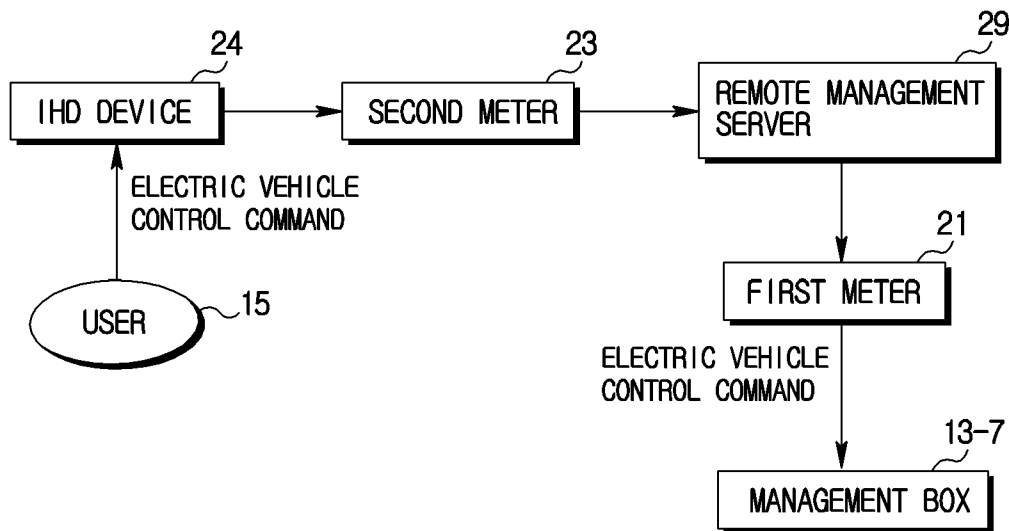 24
23
29
IHD DEVICE
SECOND METER
REMOTE MANAGEMENT
SERVER
ELECTRIC VEHICLE
CONTROL COMMAND
21
USER
15
FIRST METER
ELECTRIC VEHICLE
CONTROL COMMAND
13-7
MANAGEMENT BOX